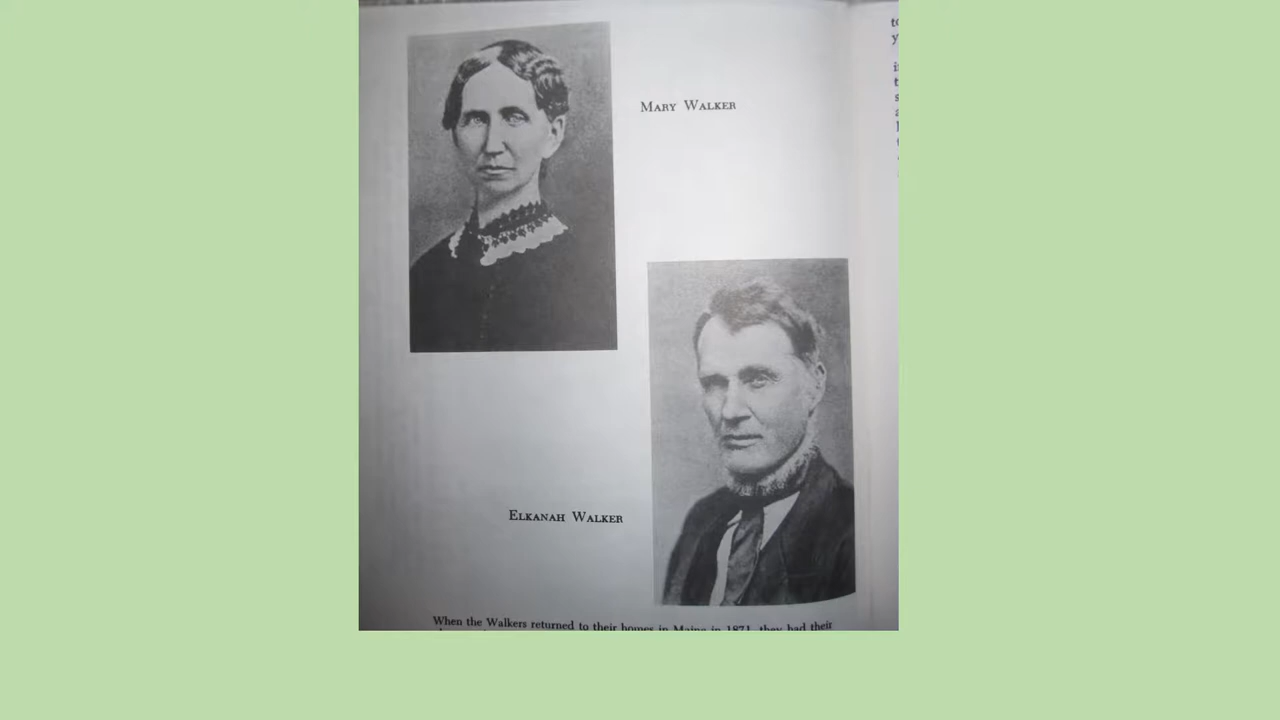 Mary Walker
Elkanah Walker
When the Walkers returned to their homes in Maine in 1871, they had their